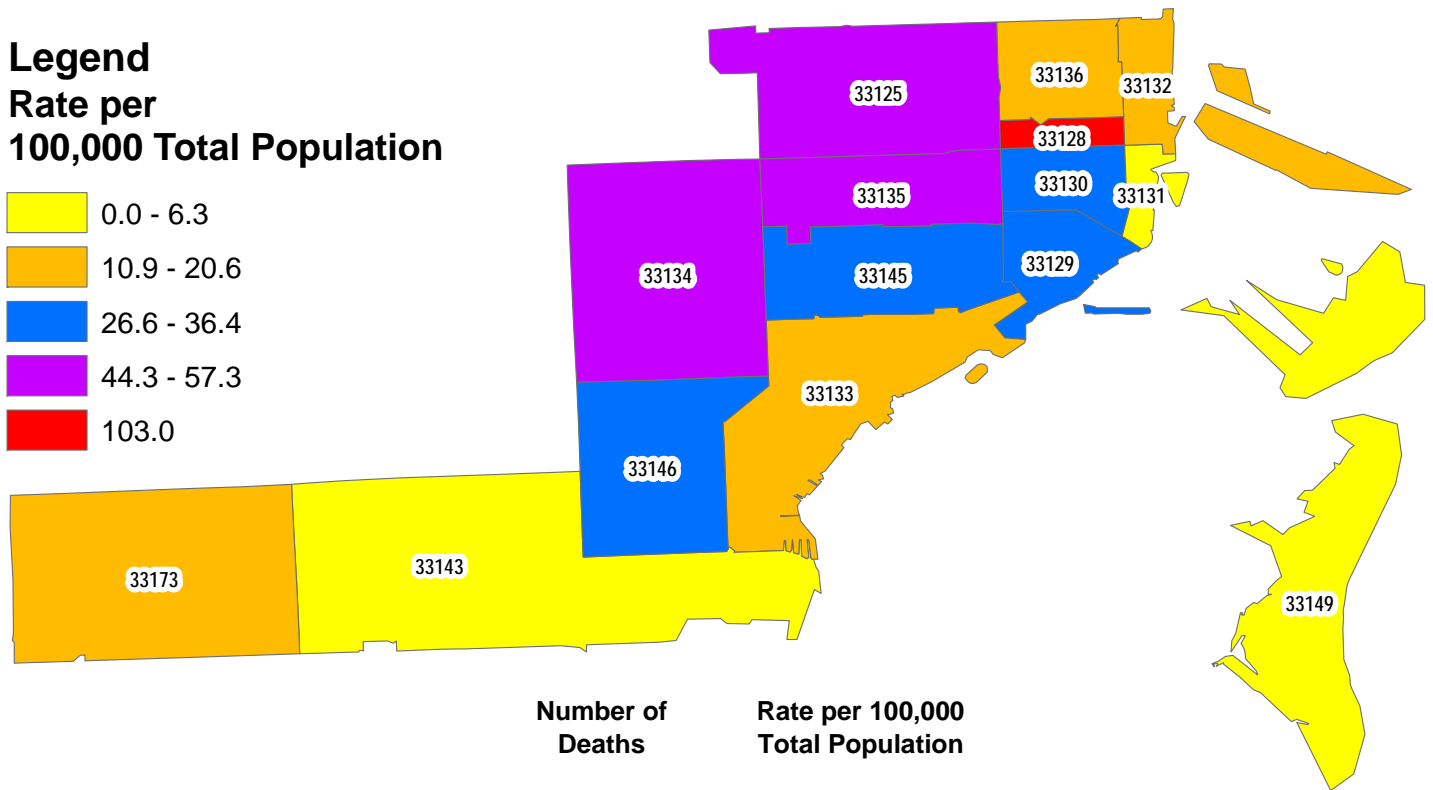 Legend
Rate per
100,000 Total Population
0.0 - 6.3
10.9 - 20.6
26.6 - 36.4
44.3 - 57.3
103.0
33125
33136
33132
33128
33135
33130
33131
33134
33145
33129
33133
33146
33173
33143
33149
Number of
Deaths
Rate per 100,000
Total Population